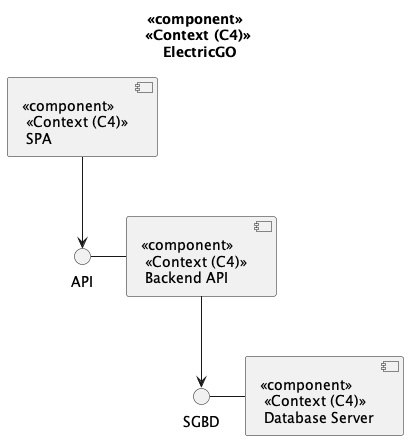 «component»
«Context (C4)»
ElectricGO
«component»
«Context (C4)»
SPA
API
«component»
«Context (C4)»
Backend API
SGBD
«component»
«Context (C4)»
Database Server